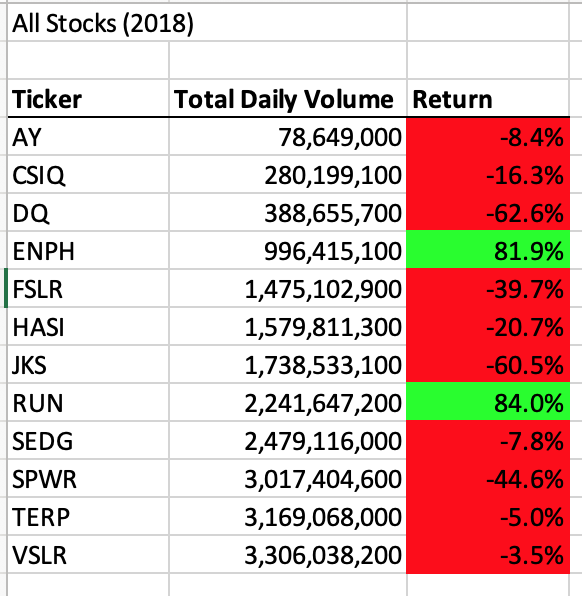 All Stocks (2018)
Ticker Total Daily Volume Return
AY 78,649,000 -8.4%
CSIQ 280,199,100 -16.3%
DQ 388,655,700 -62.6%
ENPH 996,415,100 81.9%
FSLR 1,475,102,900 -39.7%
HASI 1,579,811,300 -20.7%
JKS 1,738,533,100 -60.5%
RUN 2,241,647,200 84.0%
SEDG 2,479,116,000 -7.8%
SPWR 3,017,404,600 -44.6%
TERP 3,169,068,000 -5.0%
VSLR 3,306,038,200 -3.5%